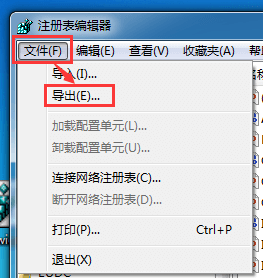 注册表编辑器
文件(F) 编辑(E) 查看(V) 收藏夹(A)
导入(I)...
导出(E)...
加载配置单元(L)...
卸载配置单元(U)...
连接网络注册表(C)...
断开网络注册表(D)...
打印(P)... Ctrl+P
退出(X)